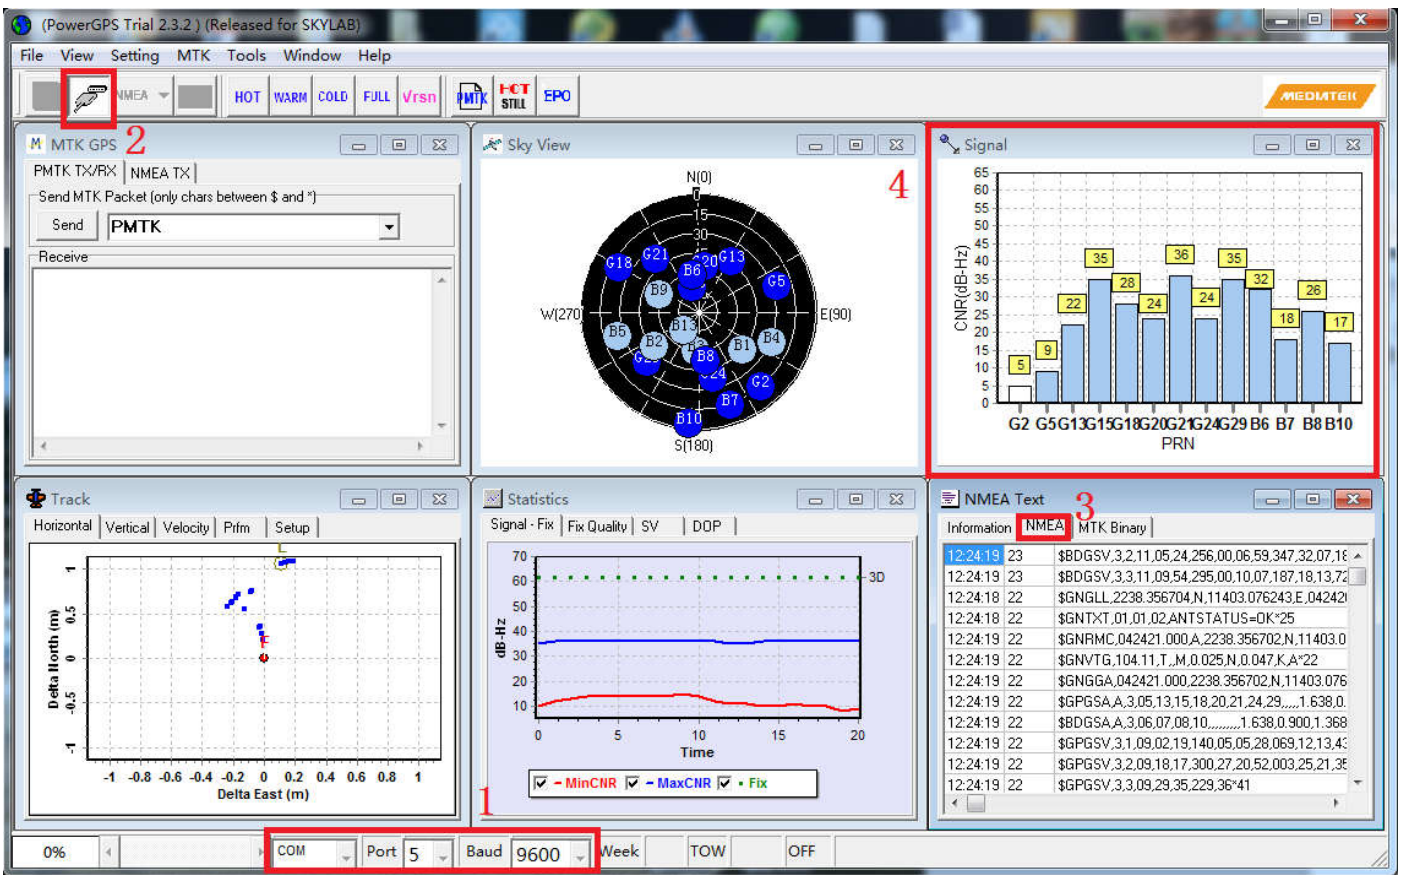 (PowerGPS Trial 2.3.2 ) (Released for SKYLAB)
File View Setting MTK Tools Window Help
NMEA HOT WARM COLD FULL Vrsn PMTK HOT STILL EPO MEDIATEK
2
MTK GPS
PMTK TX/RX NMEA TX
Send MTK Packet (only chars between $ and *)
Send PMTK
Receive
Sky View
4
N(0)
0
15
30
G18 G21 B6 G20 G13
B9 G5
W(270) E(90)
B5 B2 B13 B1 B4
B8
G24 G2
B7
B10
S(180)
Signal
65
60
55
50
45
40
35
30
25
20
15
10
5
0
CNR(dB-Hz)
5 9 22 35 28 24 36 24 35 32 18 26 17
G2 G5 G13 G15 G18 G20 G21 G24 G29 B6 B7 B8 B10
PRN
Track
Horizontal Vertical Velocity Prfm Setup
L
1
0.5
0
-0.5
-1
Delta North (m)
-1 -0.8 -0.6 -0.4 -0.2 0 0.2 0.4 0.6 0.8 1
Delta East (m)
Statistics
Signal - Fix Fix Quality SV DOP
70
60
50
40
30
20
10
dB-Hz
3D
0 5 10 15 20
Time
MinCNR MaxCNR Fix
1
NMEA Text
3
Information NMEA MTK Binary
12:24:19 23 $BDGSV,3,2,11,05,24,256,00,06,59,347,32,07,18
12:24:19 23 $BDGSV,3,3,11,09,54,295,00,10,07,187,18,13,72
12:24:18 22 $GNGLL,2238.356704,N,11403.076243,E,04242
12:24:18 22 $GNTXT,01,01,02,ANTSTATUS=OK*25
12:24:19 22 $GNRMC,042421.000,A,2238.356702,N,11403.0
12:24:19 22 $GNVTG,104.11,T,,M,0.025,N,0.047,K,A*22
12:24:19 22 $GNGGA,042421.000,2238.356702,N,11403.076
12:24:19 22 $GPGSA,A,3,05,13,15,18,20,21,24,29,,,,,1.638,0.
12:24:19 22 $BDGSA,A,3,06,07,08,10,,,,,,,,,1.638,0.900,1.368
12:24:19 22 $GPGSV,3,1,09,02,19,140,05,05,28,069,12,13,43
12:24:19 22 $GPGSV,3,2,09,18,17,300,27,20,52,003,25,21,35
12:24:19 22 $GPGSV,3,3,09,29,35,229,36*41
0% COM Port 5 Baud 9600 Week TOW OFF